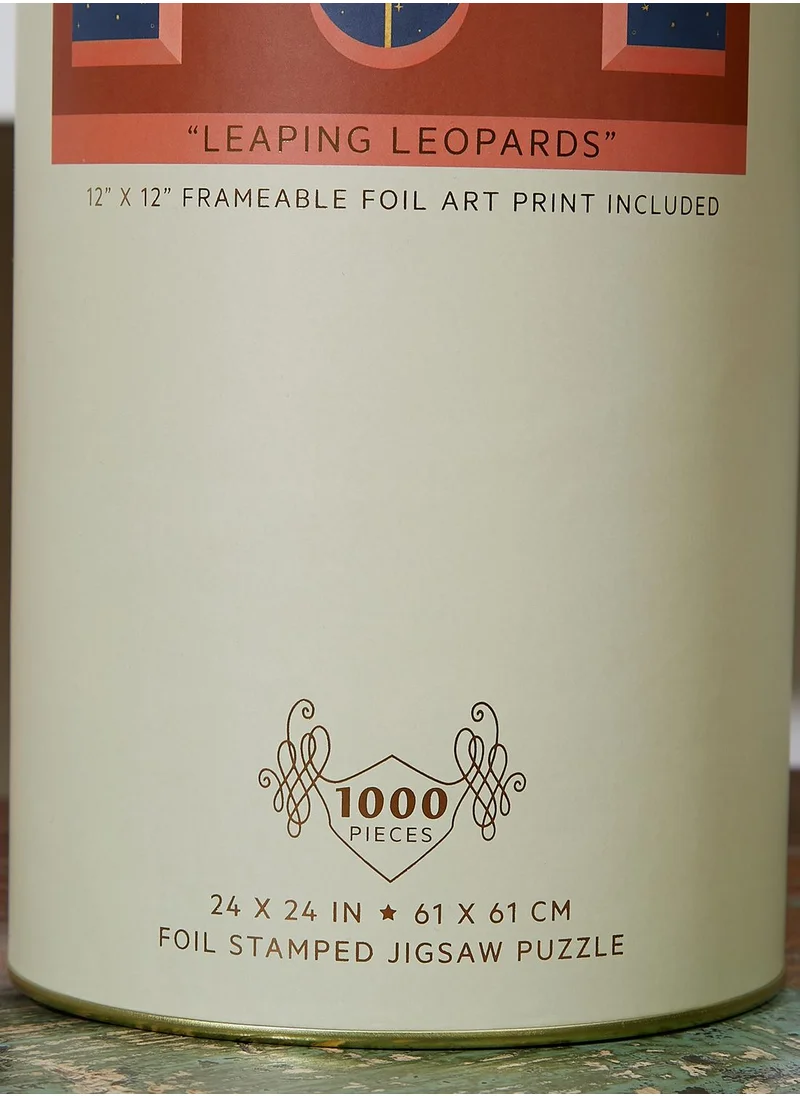 “LEAPING LEOPARDS”
12” X 12” FRAMEABLE FOIL ART PRINT INCLUDED
1000
PIECES
24 X 24 IN ★ 61 X 61 CM
FOIL STAMPED JIGSAW PUZZLE